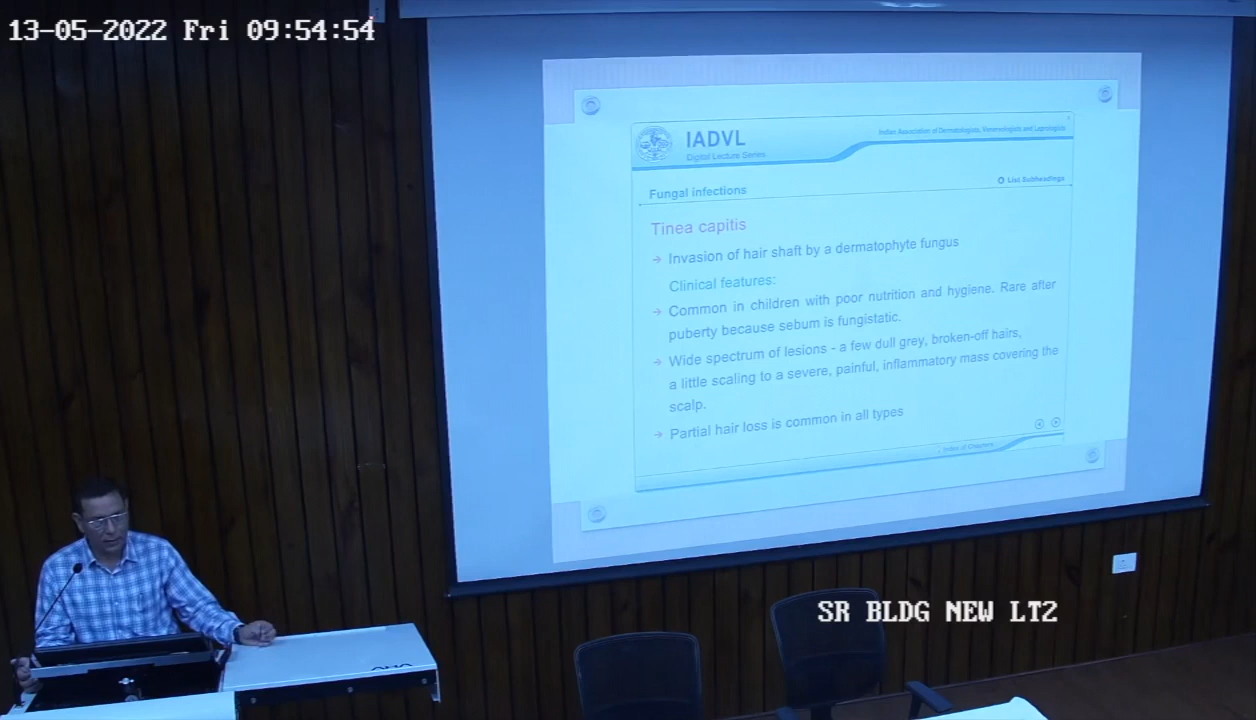 13-05-2022 Fri 09:54:54
IADVL
Digital Lecture Series
Indian Association of Dermatologists, Venereologists and Leprologists
List Subheadings
Fungal infections
Tinea capitis
→ Invasion of hair shaft by a dermatophyte fungus
Clinical features:
→ Common in children with poor nutrition and hygiene. Rare after
puberty because sebum is fungistatic.
→ Wide spectrum of lesions - a few dull grey, broken-off hairs,
a little scaling to a severe, painful, inflammatory mass covering the
scalp.
→ Partial hair loss is common in all types
Index of Chapters
SR BLDG NEW LT2